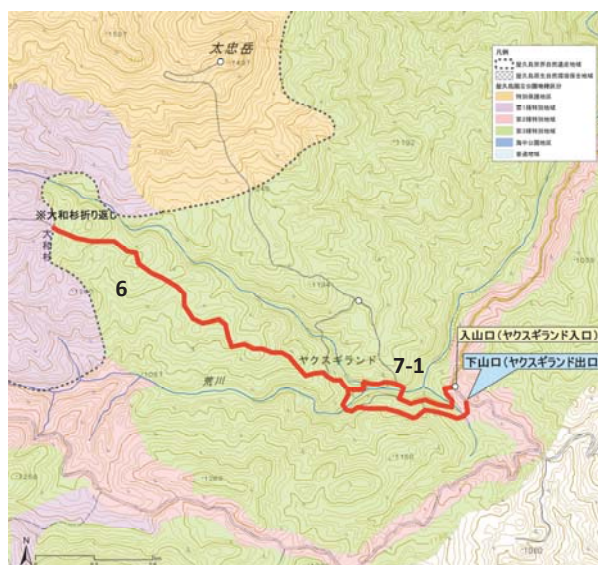 太忠岳
凡例
屋久島世界自然遺産地域
屋久島原生自然環境保全地域
屋久島国立公園地種区分
特別保護地区
第1種特別地域
第2種特別地域
第3種特別地域
海中公園地区
普通地域
※大和杉折り返し
大和杉
6
ヤクスギランド
7-1
荒川
入山口(ヤクスギランド入口)
下山口(ヤクスギランド出口
N